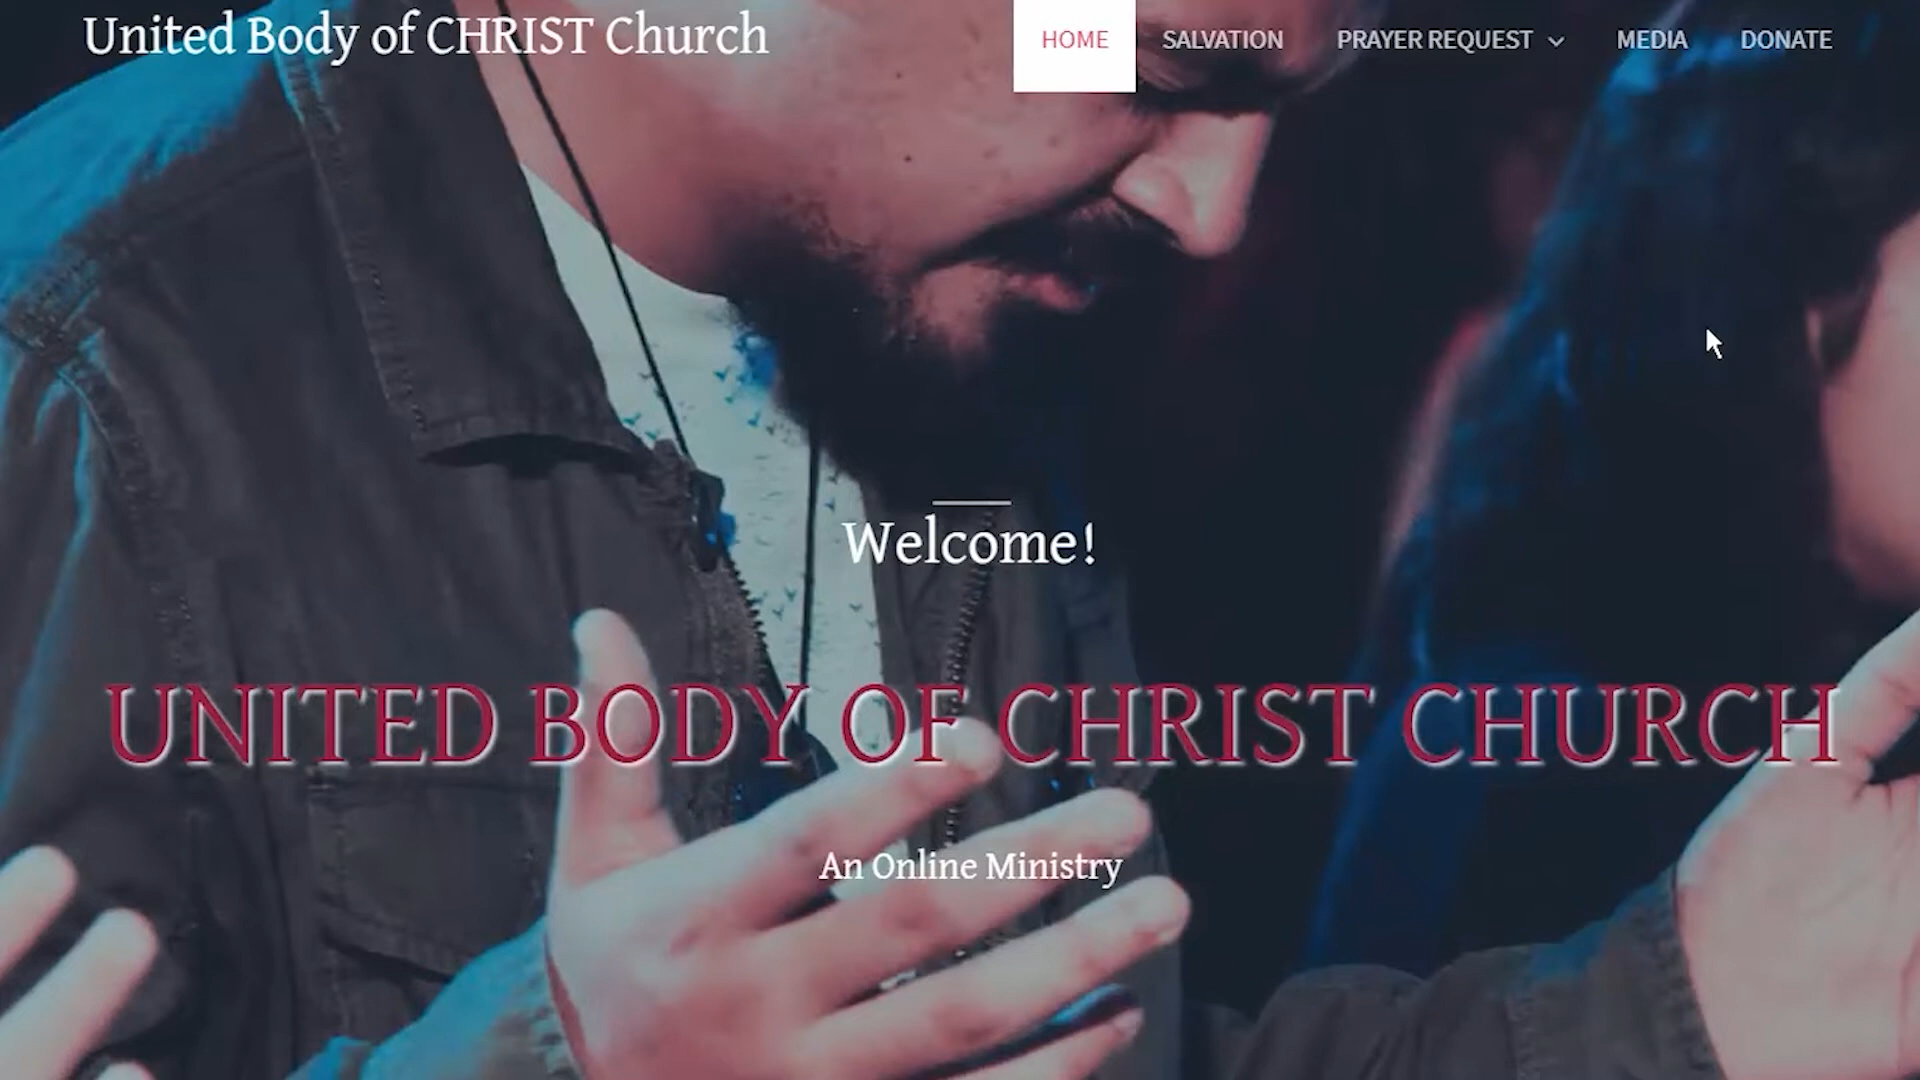 United Body of CHRIST Church
HOME SALVATION PRAYER REQUEST MEDIA DONATE
Welcome!
UNITED BODY OF CHRIST CHURCH
An Online Ministry